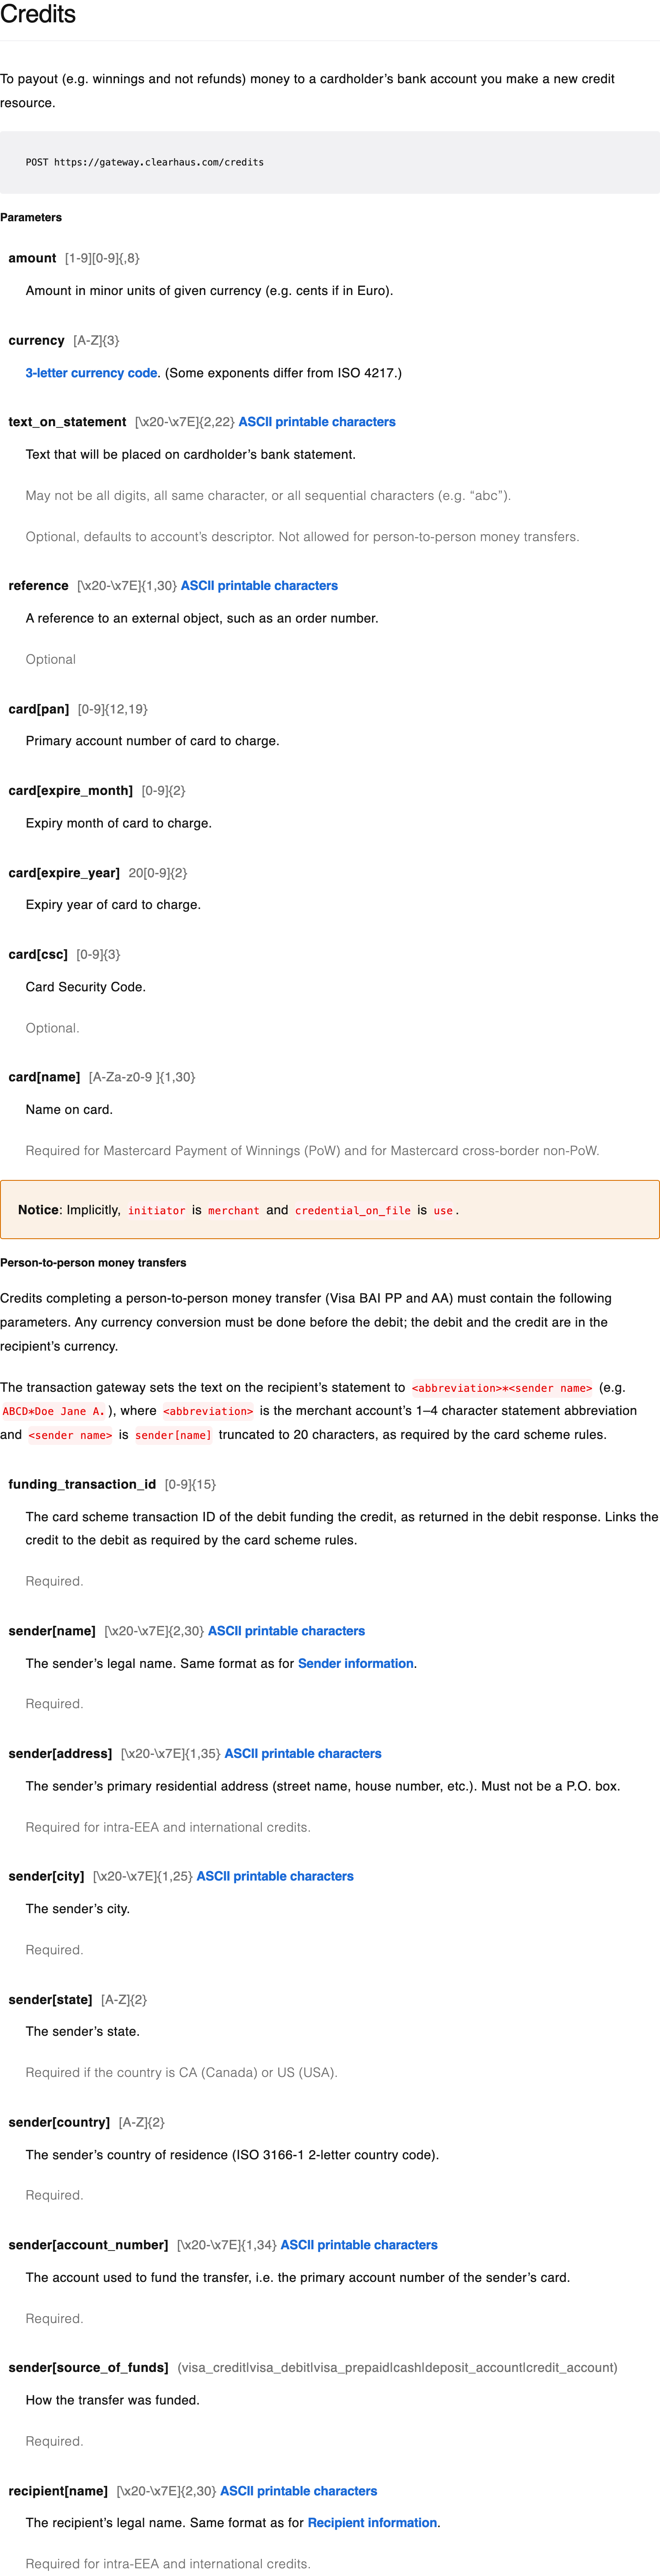 Credits
To payout (e.g. winnings and not refunds) money to a cardholder’s bank account you make a new credit
resource.
POST https://gateway.clearhaus.com/credits
Parameters
amount [1-9][0-9]{,8}
Amount in minor units of given currency (e.g. cents if in Euro).
currency [A-Z]{3}
3-letter currency code. (Some exponents differ from ISO 4217.)
text_on_statement [\x20-\x7E]{2,22} ASCII printable characters
Text that will be placed on cardholder’s bank statement.
May not be all digits, all same character, or all sequential characters (e.g. “abc”).
Optional, defaults to account’s descriptor. Not allowed for person-to-person money transfers.
reference [\x20-\x7E]{1,30} ASCII printable characters
A reference to an external object, such as an order number.
Optional
card[pan] [0-9]{12,19}
Primary account number of card to charge.
card[expire_month] [0-9]{2}
Expiry month of card to charge.
card[expire_year] 20[0-9]{2}
Expiry year of card to charge.
card[csc] [0-9]{3}
Card Security Code.
Optional.
card[name] [A-Za-z0-9 ]{1,30}
Name on card.
Required for Mastercard Payment of Winnings (PoW) and for Mastercard cross-border non-PoW.
Notice: Implicitly, initiator is merchant and credential_on_file is use.
Person-to-person money transfers
Credits completing a person-to-person money transfer (Visa BAI PP and AA) must contain the following
parameters. Any currency conversion must be done before the debit; the debit and the credit are in the
recipient’s currency.
The transaction gateway sets the text on the recipient’s statement to <abbreviation>*<sender name> (e.g.
ABCD*Doe Jane A.), where <abbreviation> is the merchant account’s 1–4 character statement abbreviation
and <sender name> is sender[name] truncated to 20 characters, as required by the card scheme rules.
funding_transaction_id [0-9]{15}
The card scheme transaction ID of the debit funding the credit, as returned in the debit response. Links the
credit to the debit as required by the card scheme rules.
Required.
sender[name] [\x20-\x7E]{2,30} ASCII printable characters
The sender’s legal name. Same format as for Sender information.
Required.
sender[address] [\x20-\x7E]{1,35} ASCII printable characters
The sender’s primary residential address (street name, house number, etc.). Must not be a P.O. box.
Required for intra-EEA and international credits.
sender[city] [\x20-\x7E]{1,25} ASCII printable characters
The sender’s city.
Required.
sender[state] [A-Z]{2}
The sender’s state.
Required if the country is CA (Canada) or US (USA).
sender[country] [A-Z]{2}
The sender’s country of residence (ISO 3166-1 2-letter country code).
Required.
sender[account_number] [\x20-\x7E]{1,34} ASCII printable characters
The account used to fund the transfer, i.e. the primary account number of the sender’s card.
Required.
sender[source_of_funds] (visa_credit|visa_debit|visa_prepaid|cash|deposit_account|credit_account)
How the transfer was funded.
Required.
recipient[name] [\x20-\x7E]{2,30} ASCII printable characters
The recipient’s legal name. Same format as for Recipient information.
Required for intra-EEA and international credits.